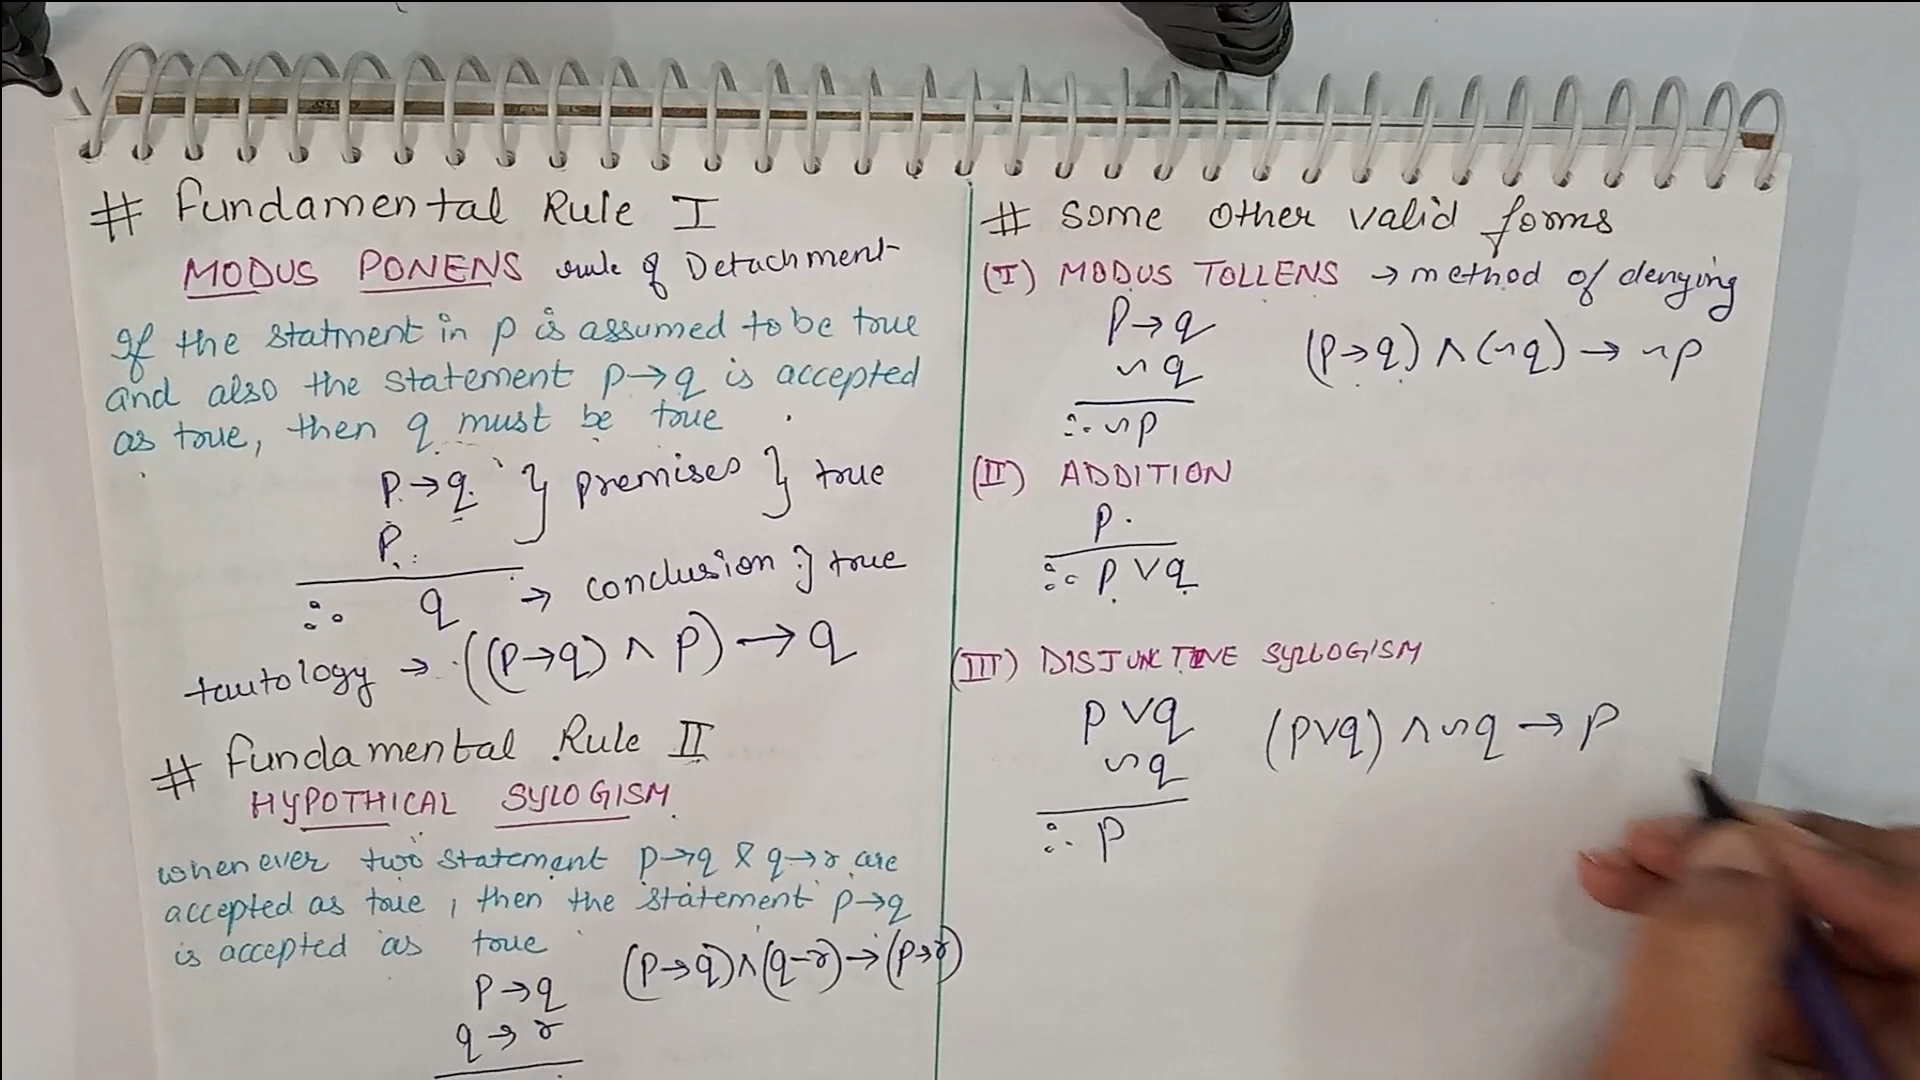 # Fundamental Rule I
MODUS PONENS rule of Detachment
If the statment in p is assumed to be true
and also the statement p→q is accepted
as true, then q must be true
p→q } premises } true
p
∴ q → conclusion } true
tautology → ((p→q) ∧ p) → q
# Fundamental Rule II
HYPOTHICAL SYLOGISM
whenever two statement p→q & q→r are
accepted as true, then the statement p→q
is accepted as true
(p→q)∧(q→r)→(p→r)
p→q
q→r
# Some other valid forms
(I) MODUS TOLLENS → method of denying
p→q
~q
∴ ~p
(p→q) ∧ (~q) → ~p
(II) ADDITION
p
∴ p ∨ q
(III) DISJUNCTIVE SYLLOGISM
p ∨ q
~q
∴ p
(p∨q) ∧ ~q → p